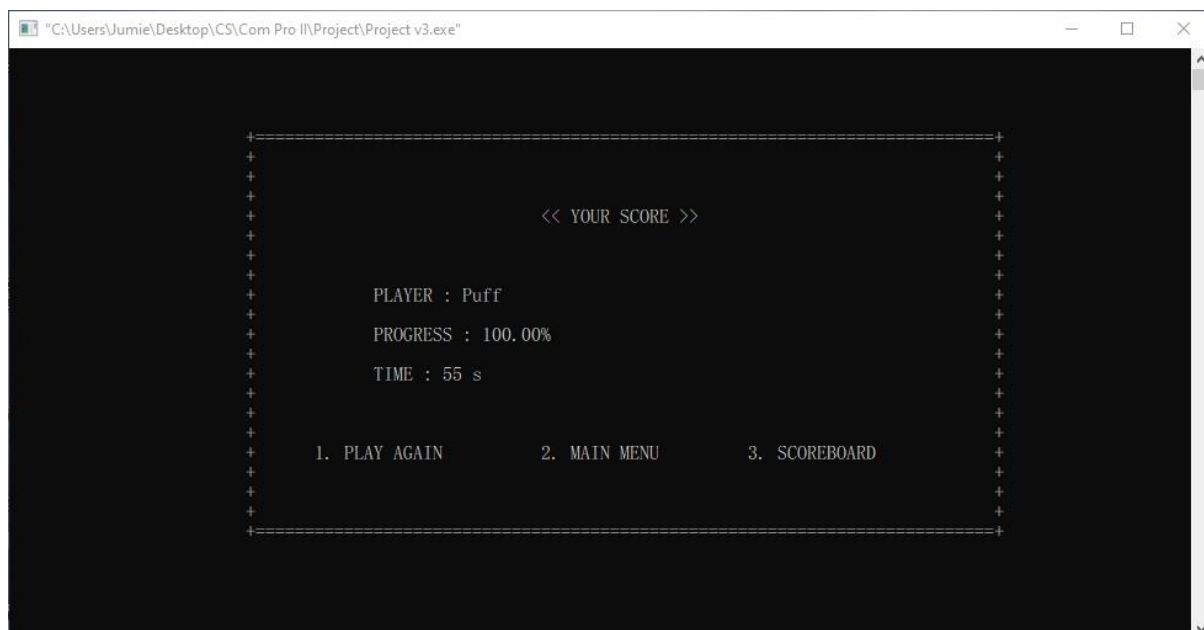 "C:\Users\Jumie\Desktop\CS\Com Pro II\Project\Project v3.exe"
<< YOUR SCORE >>
PLAYER : Puff
PROGRESS : 100.00%
TIME : 55 s
1. PLAY AGAIN 2. MAIN MENU 3. SCOREBOARD